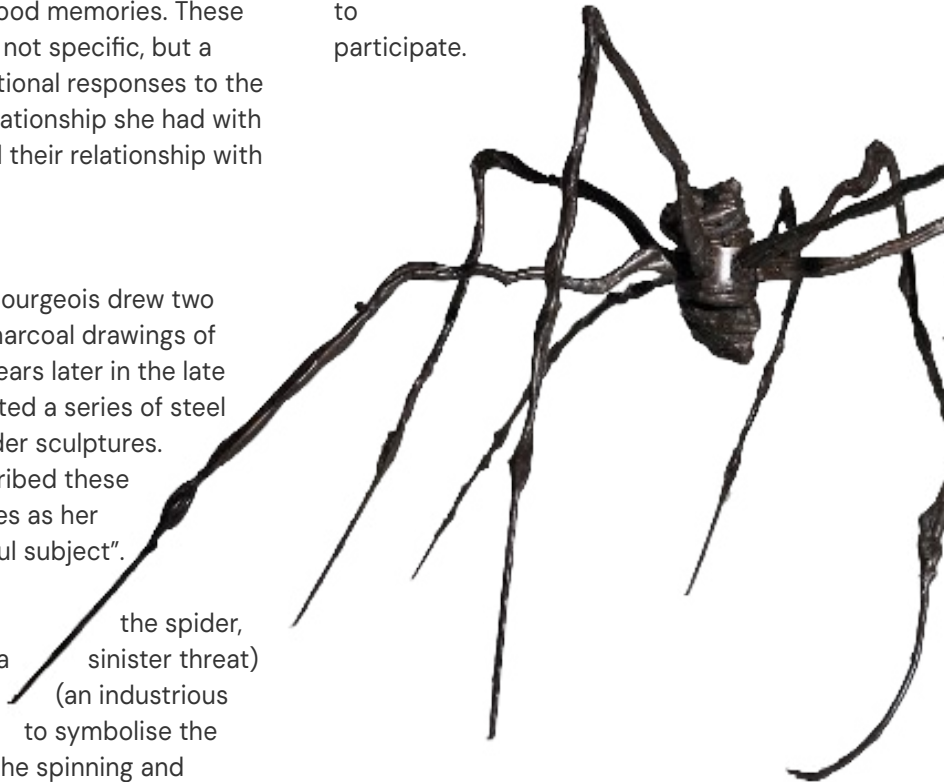 ood memories. These
not specific, but a
tional responses to the
ationship she had with
their relationship with
to
participate.
ourgeois drew two
arcoal drawings of
ears later in the late
ted a series of steel
der sculptures.
ribed these
es as her
ul subject”.
the spider,
a sinister threat)
(an industrious
to symbolise the
he spinning and